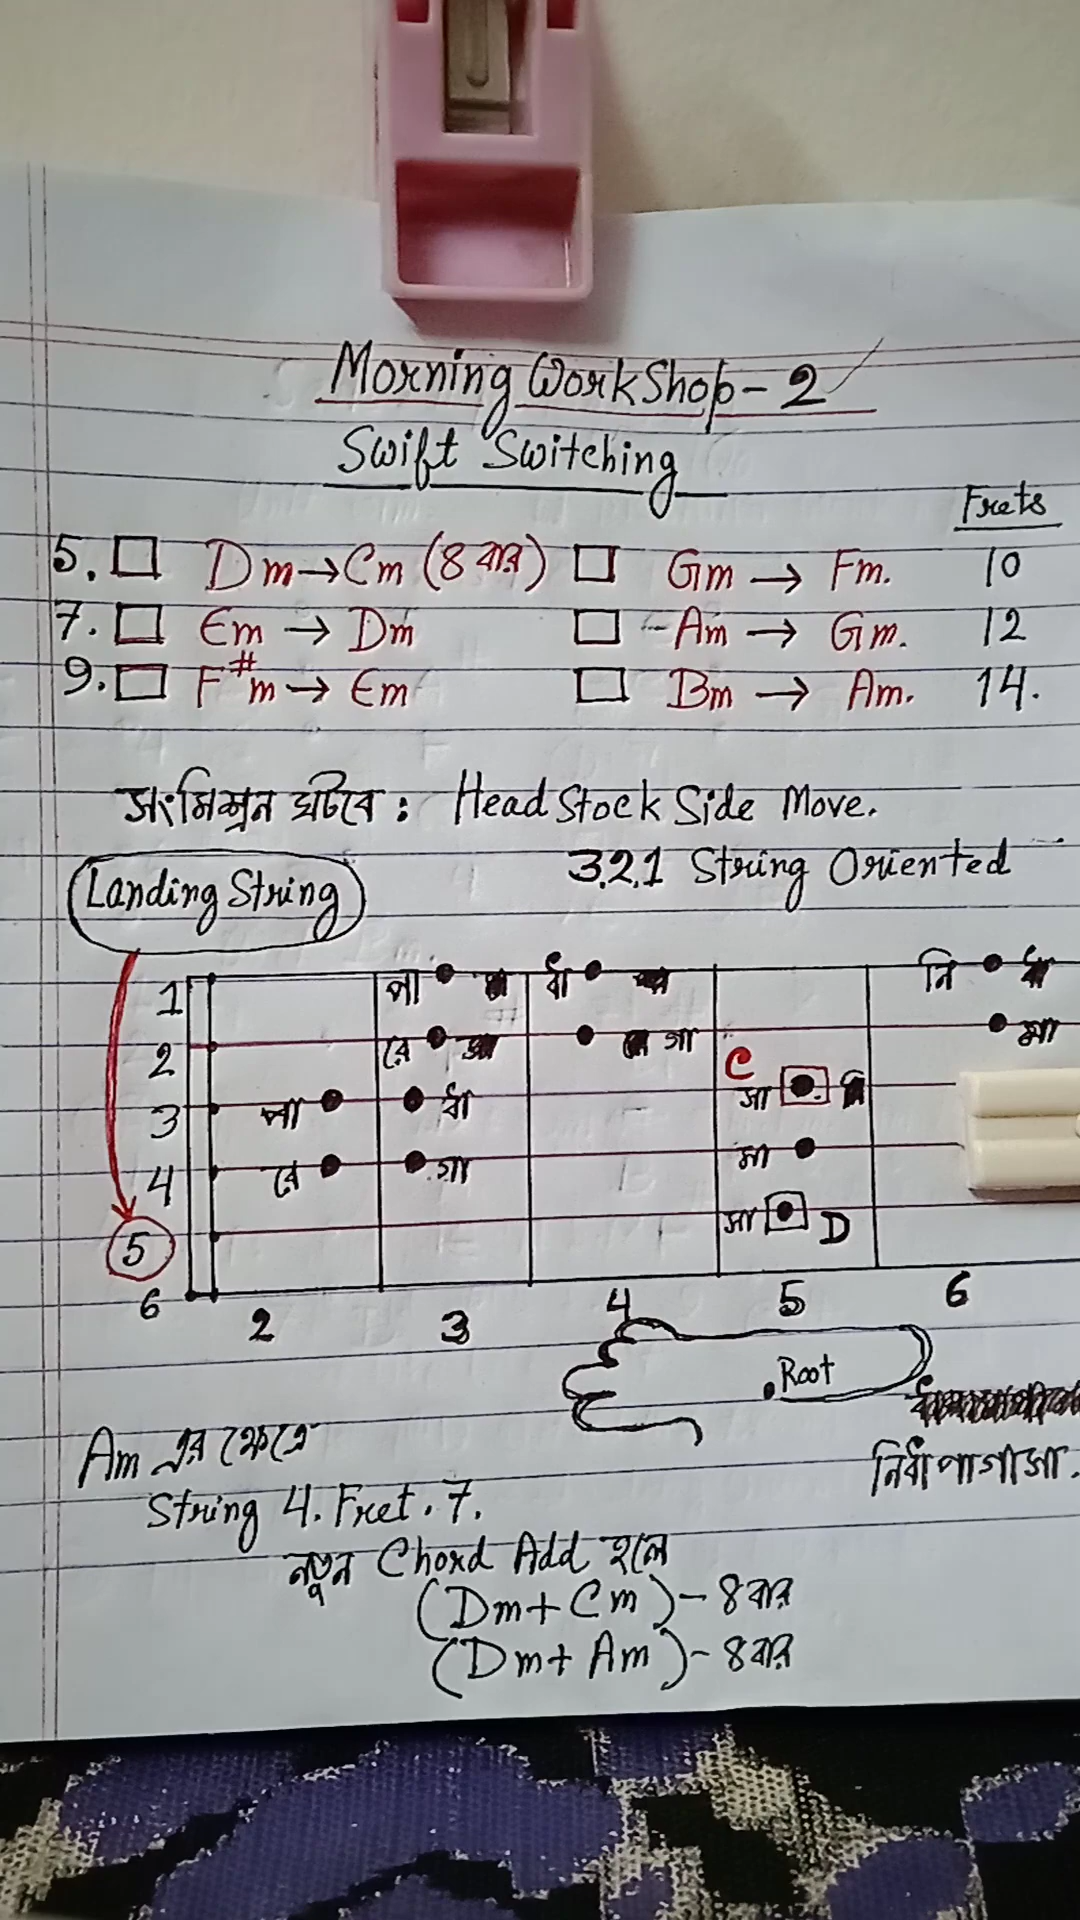 Morning WorkShop - 2
Swift Switching
Frets
5. Dm → Cm (8 বার) Gm → Fm. 10
7. Em → Dm Am → Gm. 12
9. F#m → Em Bm → Am. 14.
সংমিশ্রন ঘটবে : Head Stock Side Move.
3.2.1 String Oriented
Landing String
1 পা ধা নি
2 রে গা মা
C
3 পা ধা সা
4 রে গা মা
5 সা D
6
2 3 4 5 6
Root
Am এর ক্ষেত্রে
নিধা পা গা সা.
String 4. Fret. 7.
নতুন Chord Add হলে
(Dm + Cm) - 8 বার
(Dm + Am) - 8 বার